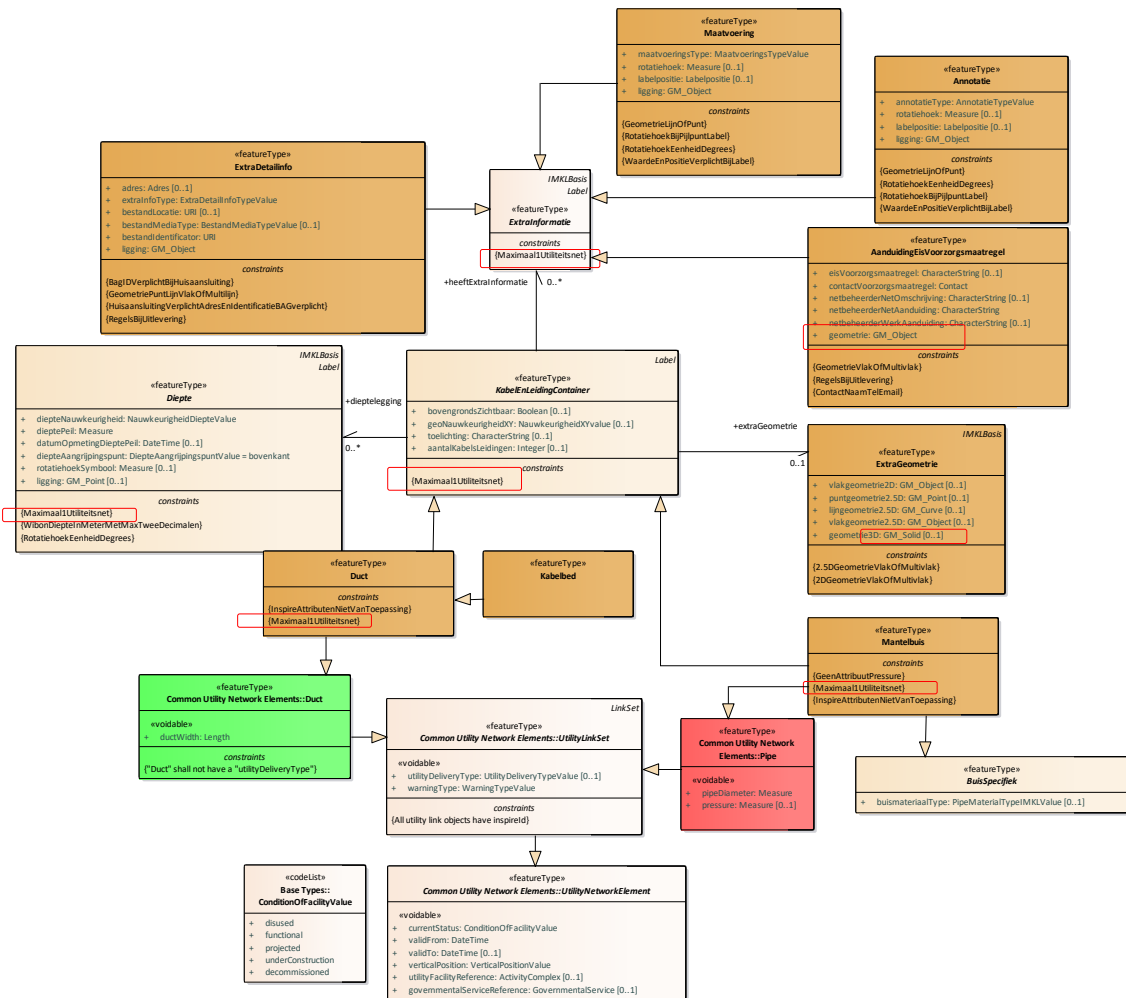 «featureType»
Maatvoering
+ maatvoeringsType: MaatvoeringsTypeValue
+ rotatiehoek: Measure [0..1]
+ labelpositie: Labelpositie [0..1]
+ ligging: GM_Object
constraints
{GeometrieLijnOfPunt}
{RotatiehoekBijPijlpuntLabel}
{RotatiehoekEenheidDegrees}
{WaardeEnPositieVerplichtBijLabel}
«featureType»
Annotatie
+ annotatieType: AnnotatieTypeValue
+ rotatiehoek: Measure [0..1]
+ labelpositie: Labelpositie [0..1]
+ ligging: GM_Object
constraints
{GeometrieLijnOfPunt}
{RotatiehoekEenheidDegrees}
{RotatiehoekBijPijlpuntLabel}
{WaardeEnPositieVerplichtBijLabel}
«featureType»
ExtraDetailinfo
+ adres: Adres [0..1]
+ extraInfoType: ExtraDetailInfoTypeValue
+ bestandLocatie: URI [0..1]
+ bestandMediaType: BestandMediaTypeValue [0..1]
+ bestandIdentificator: URI
+ ligging: GM_Object
constraints
{BagIDVerplichtBijHuisaansluiting}
{GeometriePuntLijnVlakOfMultilijn}
{HuisaansluitingVerplichtAdresEnIdentificatieBAGverplicht}
{RegelsBijUitlevering}
IMKLBasis
Label
«featureType»
ExtraInformatie
constraints
{Maximaal1Utiliteitsnet}
+heeftExtraInformatie
0..*
«featureType»
AanduidingEisVoorzorgsmaatregel
+ eisVoorzorgsmaatregel: CharacterString [0..1]
+ contactVoorzorgsmaatregel: Contact
+ netbeheerderNetOmschrijving: CharacterString [0..1]
+ netbeheerderNetAanduiding: CharacterString
+ netbeheerderWerkAanduiding: CharacterString [0..1]
+ geometrie: GM_Object
constraints
{GeometrieVlakOfMultivlak}
{RegelsBijUitlevering}
{ContactNaamTelEmail}
IMKLBasis
Label
«featureType»
Diepte
+ diepteNauwkeurigheid: NauwkeurigheidDiepteValue
+ dieptePeil: Measure
+ datumOpmetingDieptePeil: DateTime [0..1]
+ diepteAangrijpingspunt: DiepteAangrijpingspuntValue = bovenkant
+ rotatiehoekSymbool: Measure [0..1]
+ ligging: GM_Point [0..1]
constraints
{Maximaal1Utiliteitsnet}
{WibonDiepteInMeterMetMaxTweeDecimalen}
{RotatiehoekEenheidDegrees}
+dieptelegging
0..*
Label
«featureType»
KabelEnLeidingContainer
+ bovengrondsZichtbaar: Boolean [0..1]
+ geoNauwkeurigheidXY: NauwkeurigheidXYvalue [0..1]
+ toelichting: CharacterString [0..1]
+ aantalKabelsLeidingen: Integer [0..1]
constraints
{Maximaal1Utiliteitsnet}
+extraGeometrie
0..1
IMKLBasis
«featureType»
ExtraGeometrie
+ vlakgeometrie2D: GM_Object [0..1]
+ puntgeometrie2.5D: GM_Point [0..1]
+ lijngeometrie2.5D: GM_Curve [0..1]
+ vlakgeometrie2.5D: GM_Object [0..1]
+ geometrie3D: GM_Solid [0..1]
constraints
{2.5DGeometrieVlakOfMultivlak}
{2DGeometrieVlakOfMultivlak}
«featureType»
Duct
constraints
{InspireAttributenNietVanToepassing}
{Maximaal1Utiliteitsnet}
«featureType»
Kabelbed
«featureType»
Mantelbuis
constraints
{GeenAttribuutPressure}
{Maximaal1Utiliteitsnet}
{InspireAttributenNietVanToepassing}
«featureType»
Common Utility Network Elements::Duct
«voidable»
+ ductWidth: Length
constraints
{"Duct" shall not have a "utilityDeliveryType"}
LinkSet
«featureType»
Common Utility Network Elements::UtilityLinkSet
«voidable»
+ utilityDeliveryType: UtilityDeliveryTypeValue [0..1]
+ warningType: WarningTypeValue
constraints
{All utility link objects have inspireId}
«featureType»
Common Utility Network
Elements::Pipe
«voidable»
+ pipeDiameter: Measure
+ pressure: Measure [0..1]
«featureType»
BuisSpecifiek
+ buismateriaalType: PipeMaterialTypeIMKLValue [0..1]
«codeList»
Base Types::
ConditionOfFacilityValue
+ disused
+ functional
+ projected
+ underConstruction
+ decommissioned
«featureType»
Common Utility Network Elements::UtilityNetworkElement
«voidable»
+ currentStatus: ConditionOfFacilityValue
+ validFrom: DateTime
+ validTo: DateTime [0..1]
+ verticalPosition: VerticalPositionValue
+ utilityFacilityReference: ActivityComplex [0..1]
+ governmentalServiceReference: GovernmentalService [0..1]